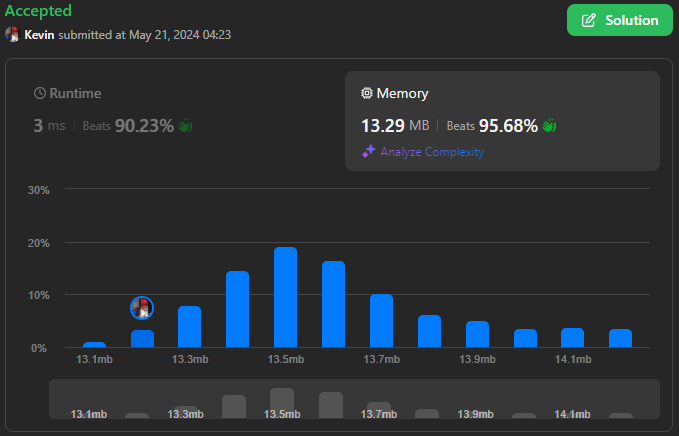 Accepted
Kevin submitted at May 21, 2024 04:23
Solution
Runtime
3 ms Beats 90.23%
Memory
13.29 MB Beats 95.68%
Analyze Complexity
30%
20%
10%
0%
13.1mb 13.3mb 13.5mb 13.7mb 13.9mb 14.1mb
13.1mb 13.3mb 13.5mb 13.7mb 13.9mb 14.1mb